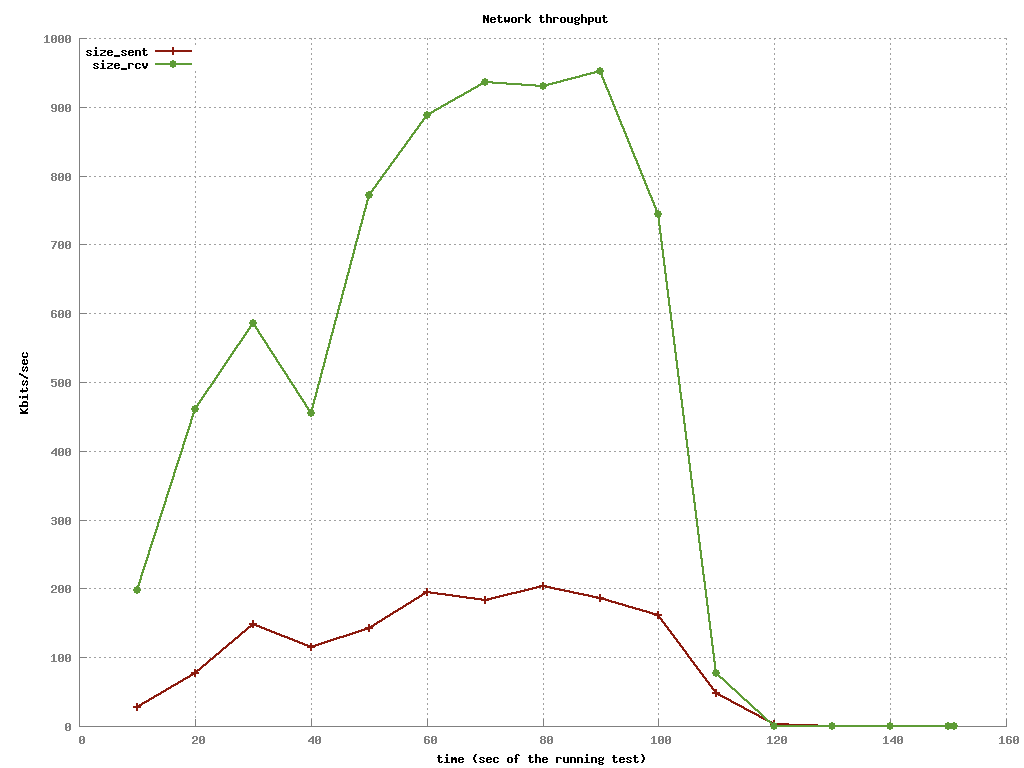 Network throughput
size_sent
size_rcv
1000
900
800
700
600
500
400
300
200
100
0
Kbits/sec
0 20 40 60 80 100 120 140 160
time (sec of the running test)